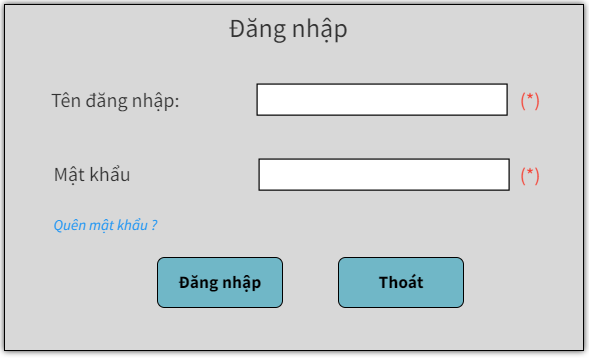 Đăng nhập
Tên đăng nhập: (*)
Mật khẩu (*)
Quên mật khẩu ?
Đăng nhập Thoát